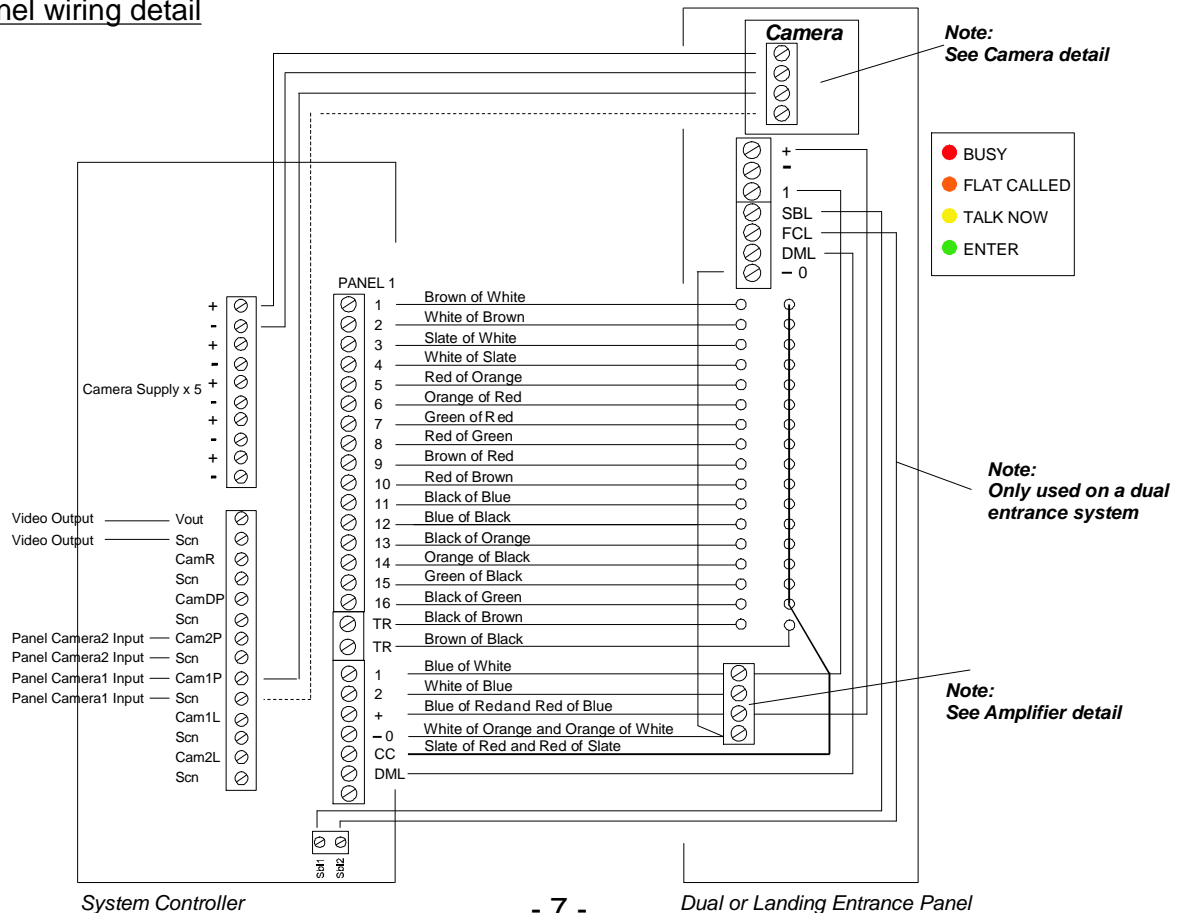 nel wiring detail
Camera
Note:
See Camera detail
+
-
1
SBL
FCL
DML
– 0
BUSY
FLAT CALLED
TALK NOW
ENTER
PANEL 1
1 Brown of White
2 White of Brown
3 Slate of White
4 White of Slate
5 Red of Orange
6 Orange of Red
7 Green of Red
8 Red of Green
9 Brown of Red
10 Red of Brown
11 Black of Blue
12 Blue of Black
13 Black of Orange
14 Orange of Black
15 Green of Black
16 Black of Green
TR Black of Brown
TR Brown of Black
1 Blue of White
2 White of Blue
+ Blue of Redand Red of Blue
– 0 White of Orange and Orange of White
CC Slate of Red and Red of Slate
DML
+
-
+
-
Camera Supply x 5 +
-
+
-
+
-
Video Output Vout
Video Output Scn
CamR
Scn
CamDP
Scn
Panel Camera2 Input Cam2P
Panel Camera2 Input Scn
Panel Camera1 Input Cam1P
Panel Camera1 Input Scn
Cam1L
Scn
Cam2L
Scn
Sbl1
Sbl2
Note:
Only used on a dual
entrance system
Note:
See Amplifier detail
System Controller
- 7 -
Dual or Landing Entrance Panel